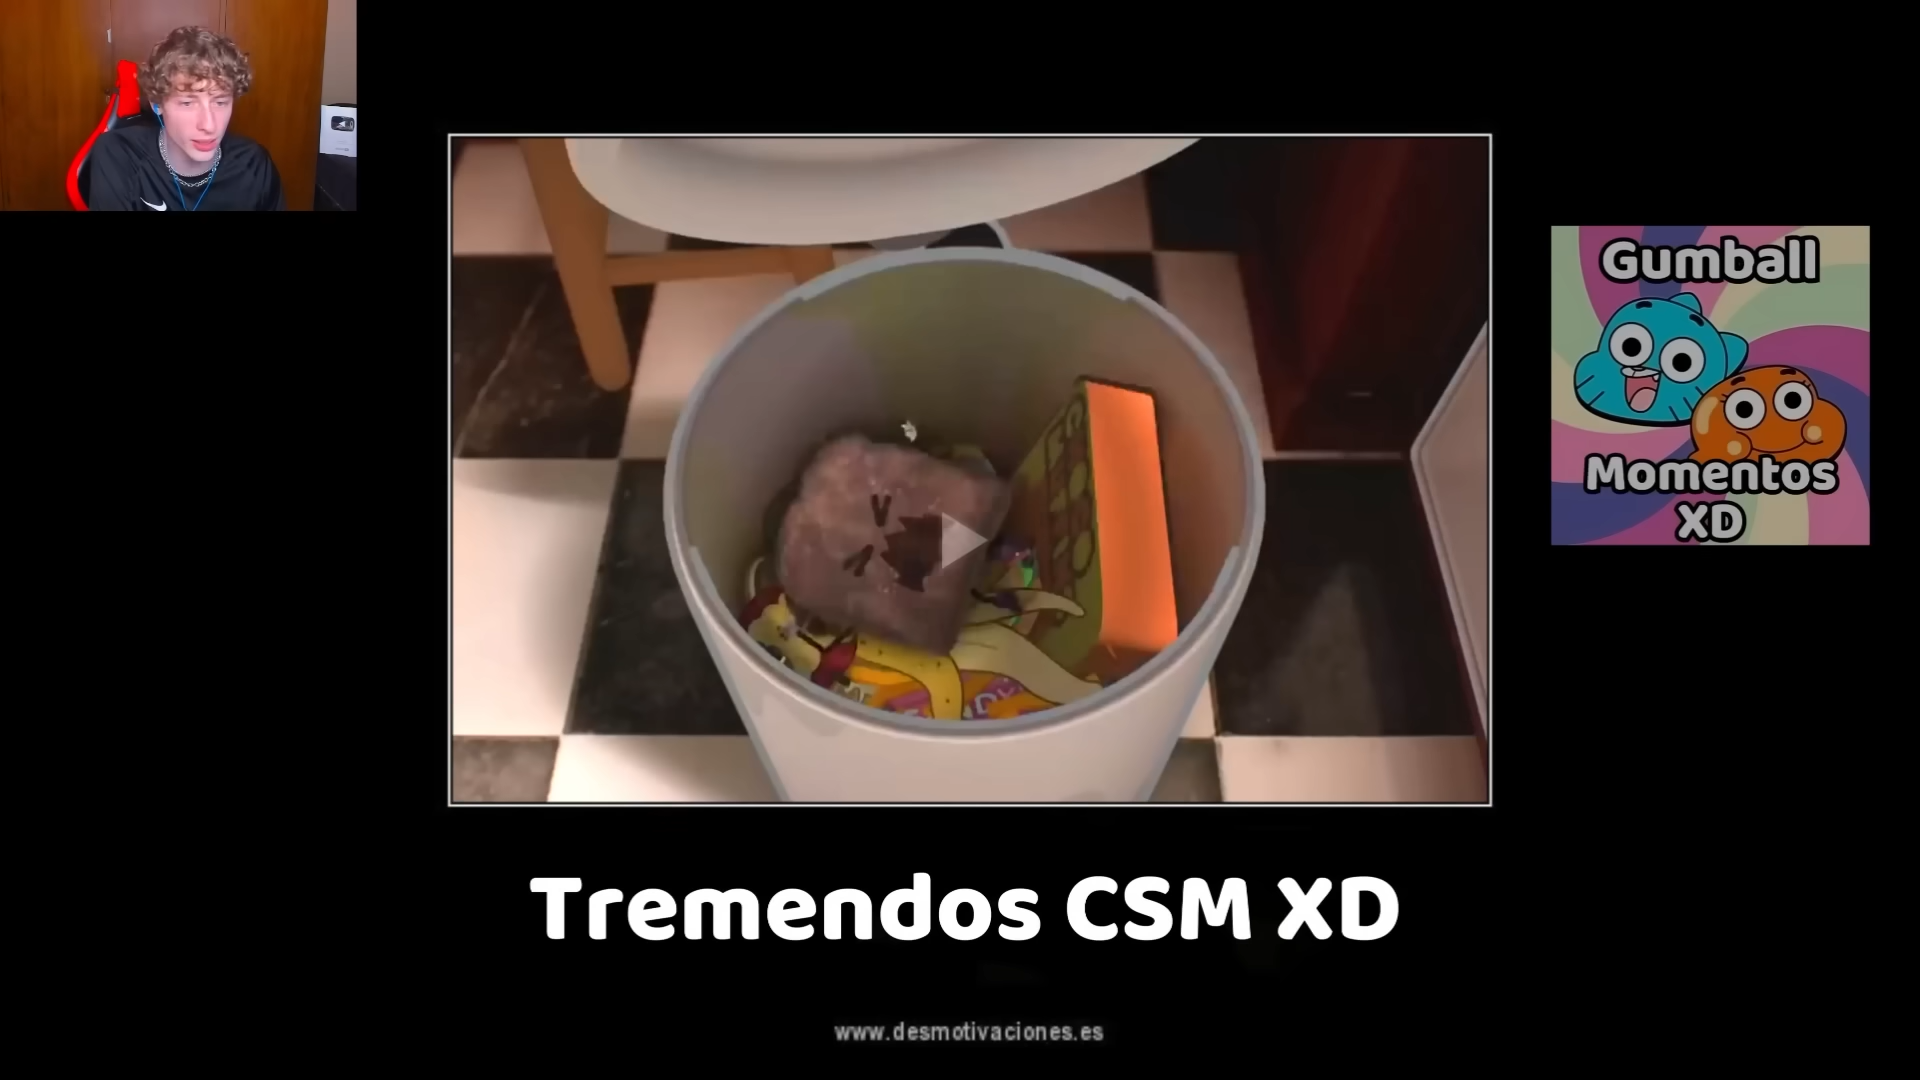 Gumball
Momentos
XD
Tremendos CSM XD
www.desmotivaciones.es